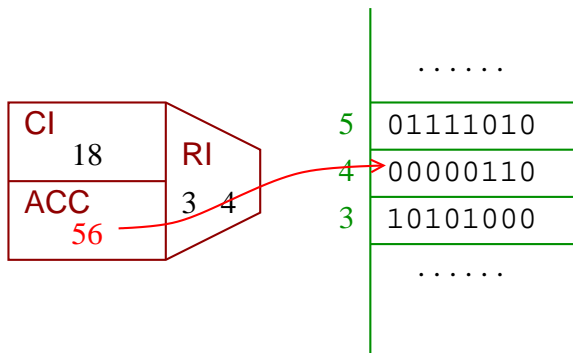 CI
18
RI
3 4
ACC
56
......
5 01111010
4 00000110
3 10101000
......